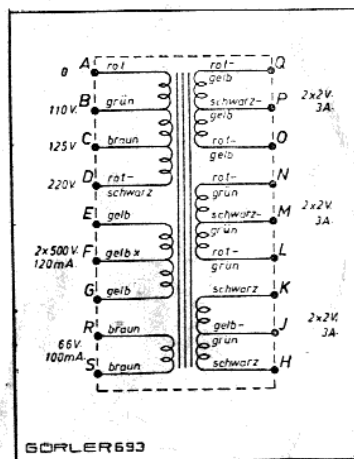 A rot
0
B grün
110V.
C braun
125V
D rot-
schwarz
220V
E gelb
2x500V.
120mA.
F gelb x
G gelb
R braun
66V.
100mA.
S braun
rot-
gelb Q
schwarz-
gelb P
2x2V.
3A.
rot-
gelb O
rot-
grün N
schwarz-
grün M
2x2V.
3A.
rot-
grün L
schwarz K
gelb-
grün J
2x2V.
3A.
schwarz H
GÖRLER693